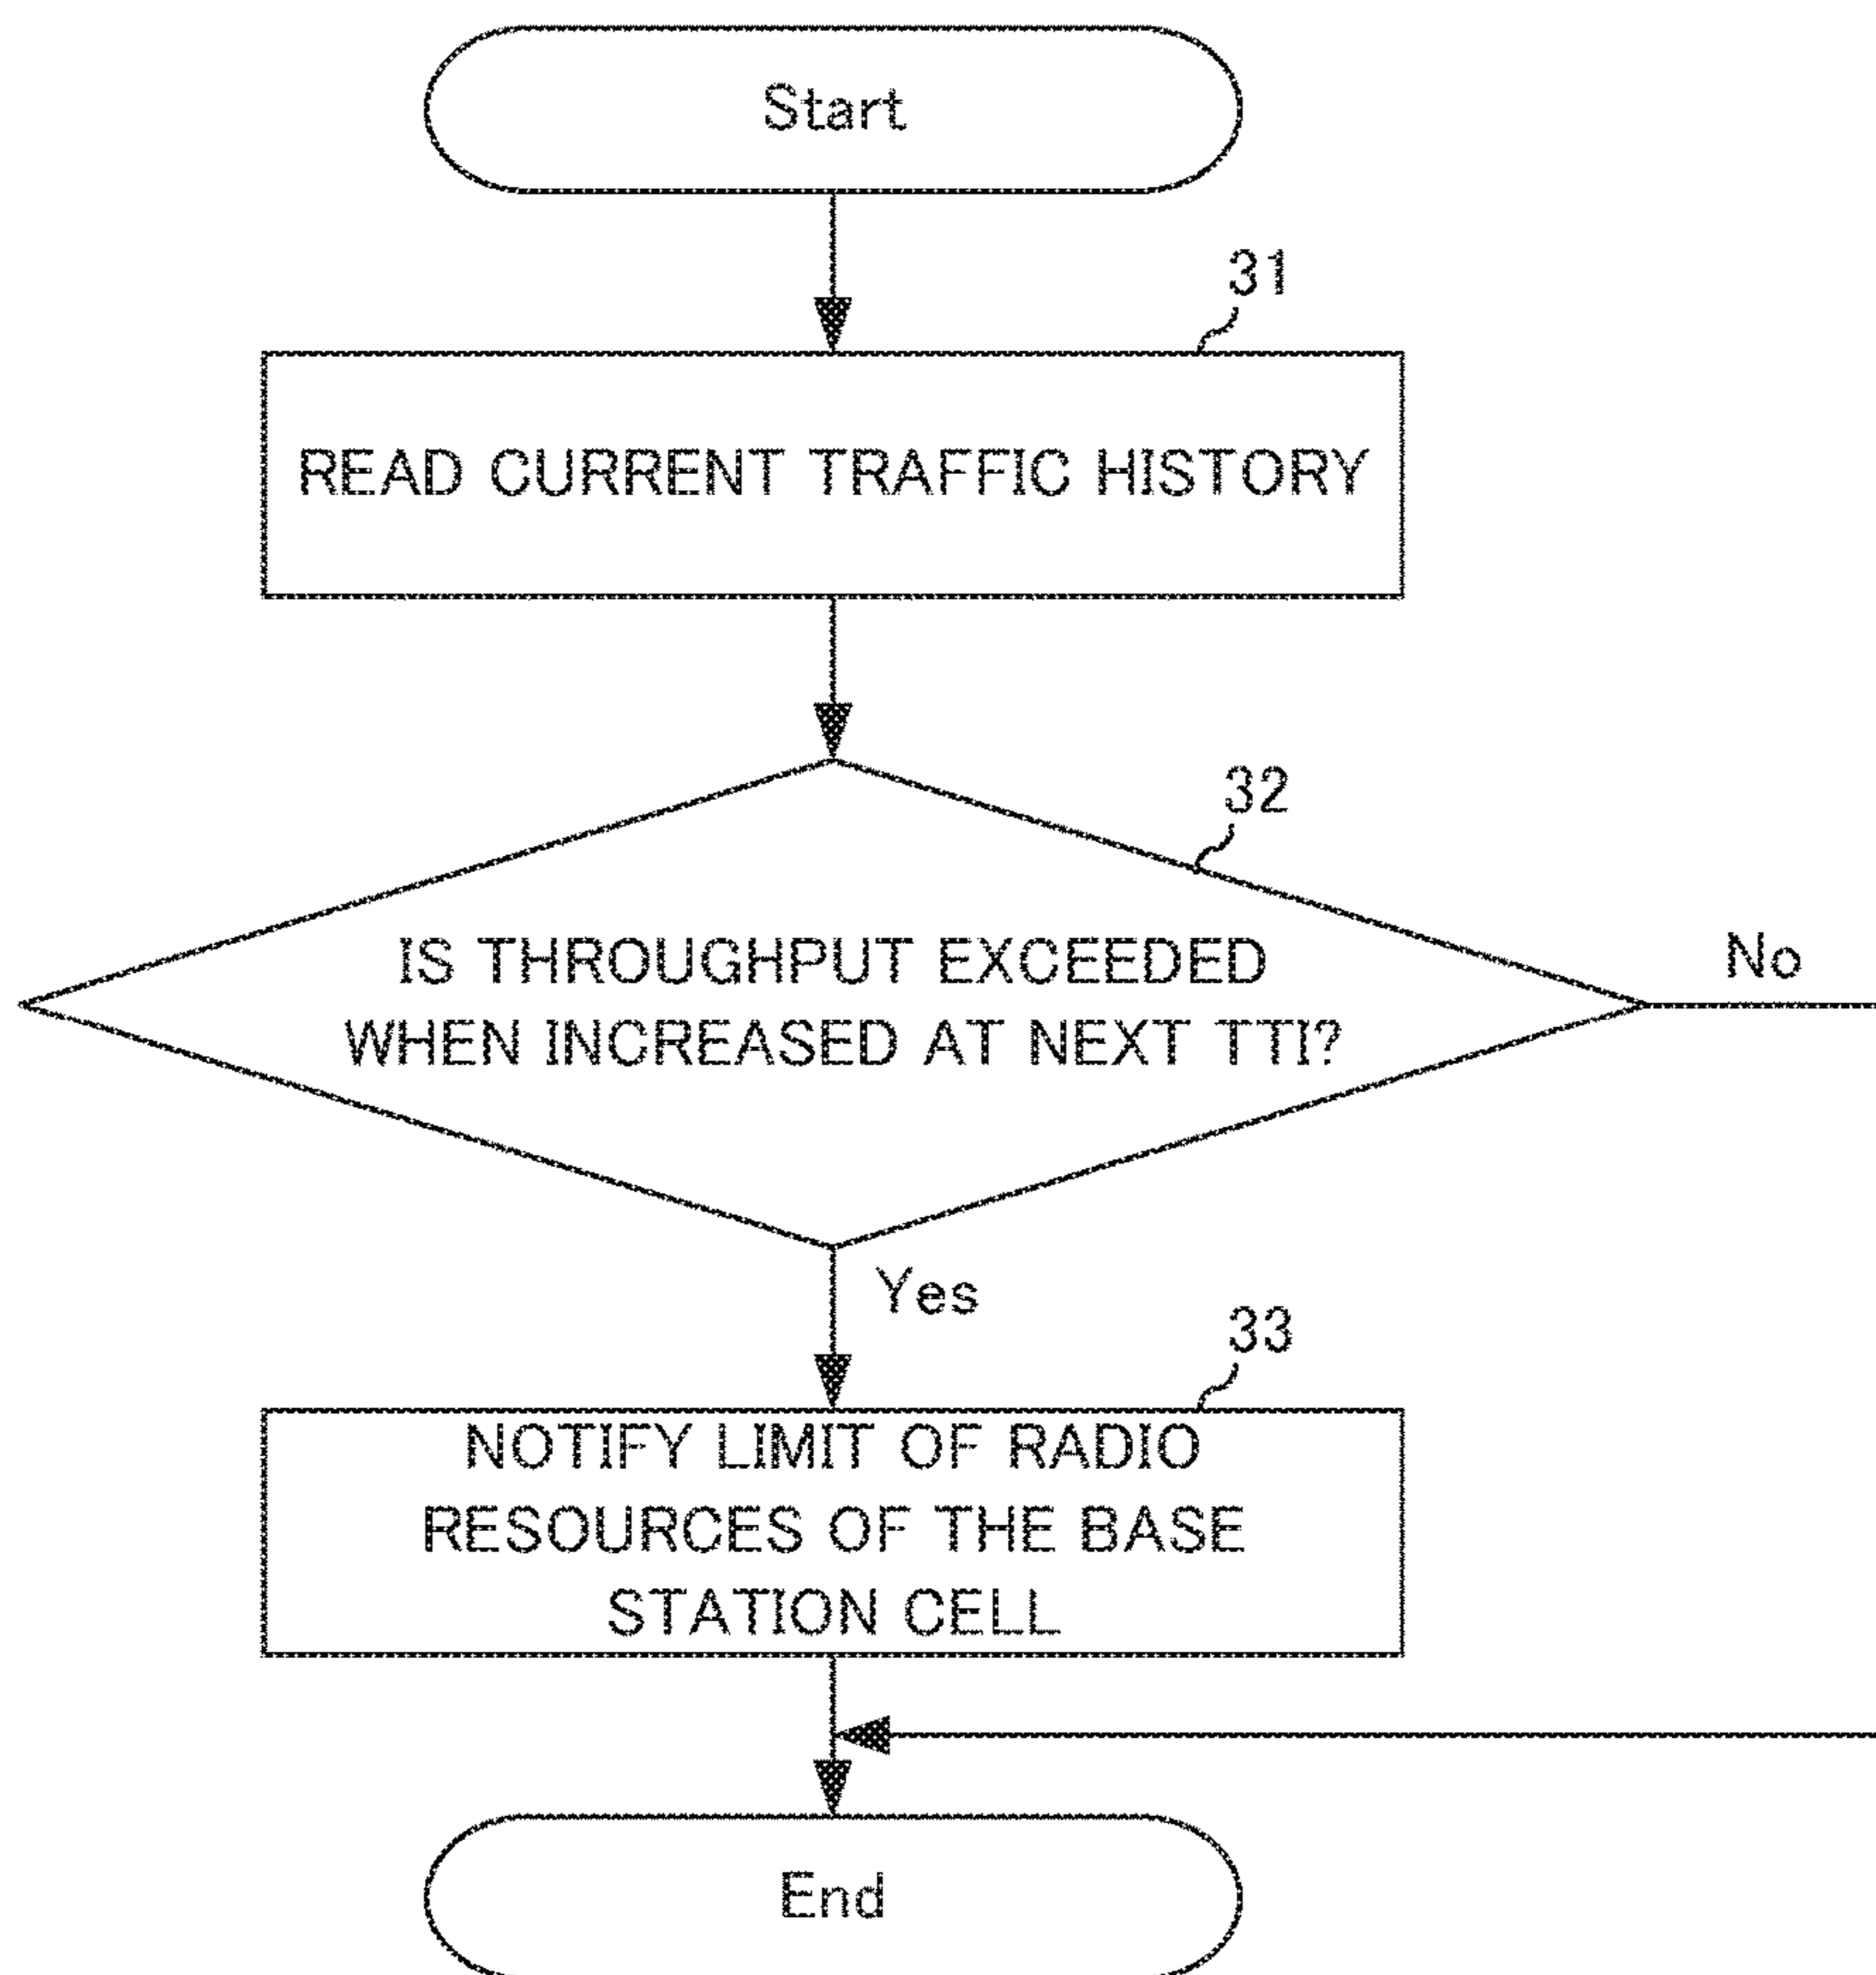 Start
31
READ CURRENT TRAFFIC HISTORY
32
IS THROUGHPUT EXCEEDED
WHEN INCREASED AT NEXT TTI?
No
Yes
33
NOTIFY LIMIT OF RADIO
RESOURCES OF THE BASE
STATION CELL
End